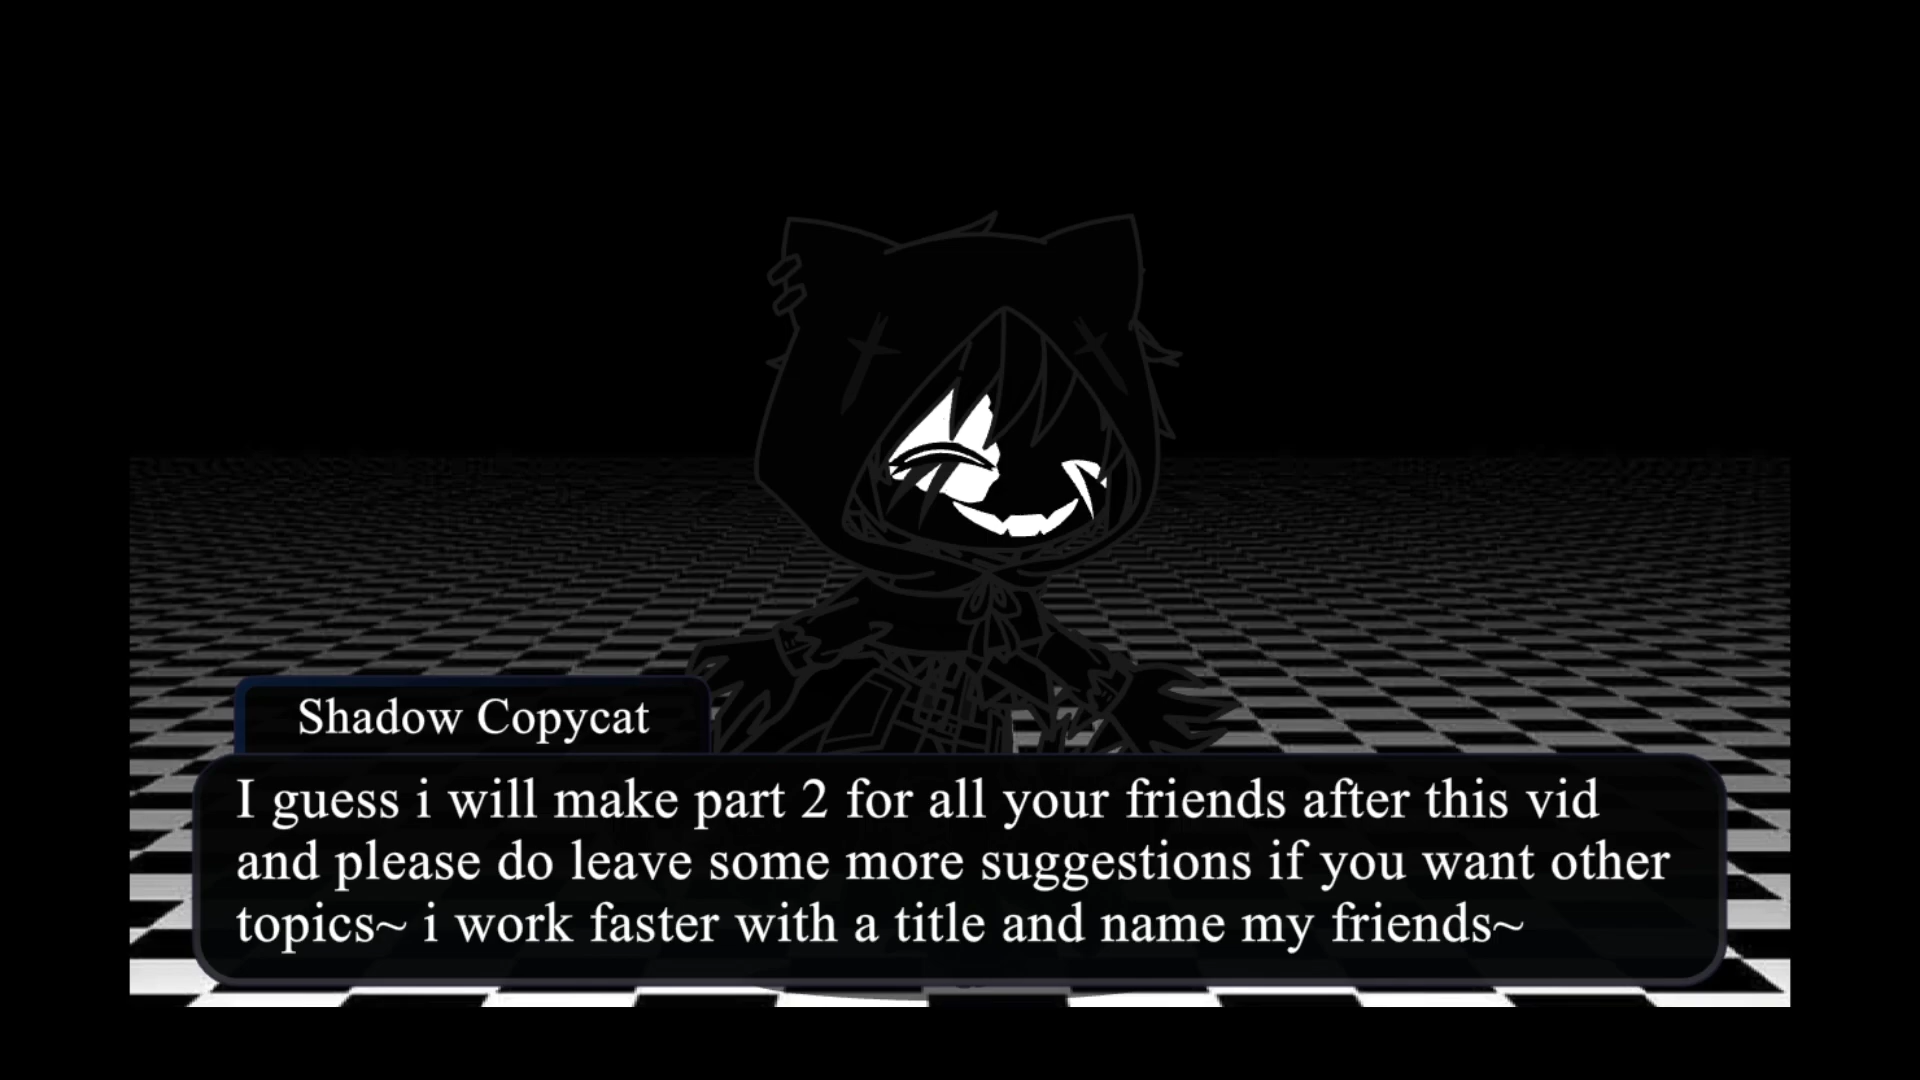 Shadow Copycat
I guess i will make part 2 for all your friends after this vid
and please do leave some more suggestions if you want other
topics~ i work faster with a title and name my friends~